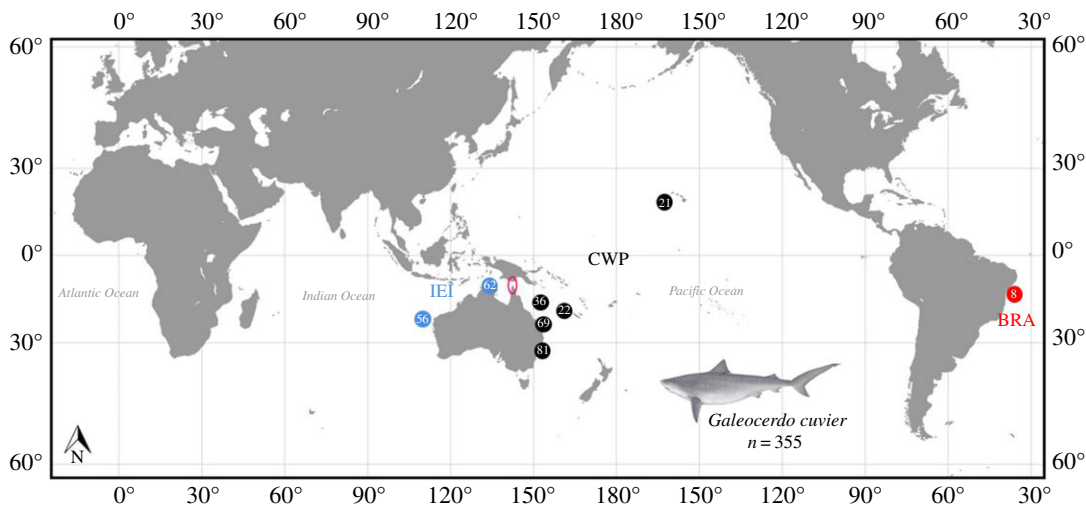 0° 30° 60° 90° 120° 150° 180° 150° 120° 90° 60° 30°
60° 60°
30° 30°
21
0° 0°
CWP
IEI 62
Atlantic Ocean Indian Ocean Pacific Ocean 8
36
22
56 69 BRA
30° 30°
81
Galeocerdo cuvier
n = 355
N
60° 60°
0° 30° 60° 90° 120° 150° 180° 150° 120° 90° 60° 30°